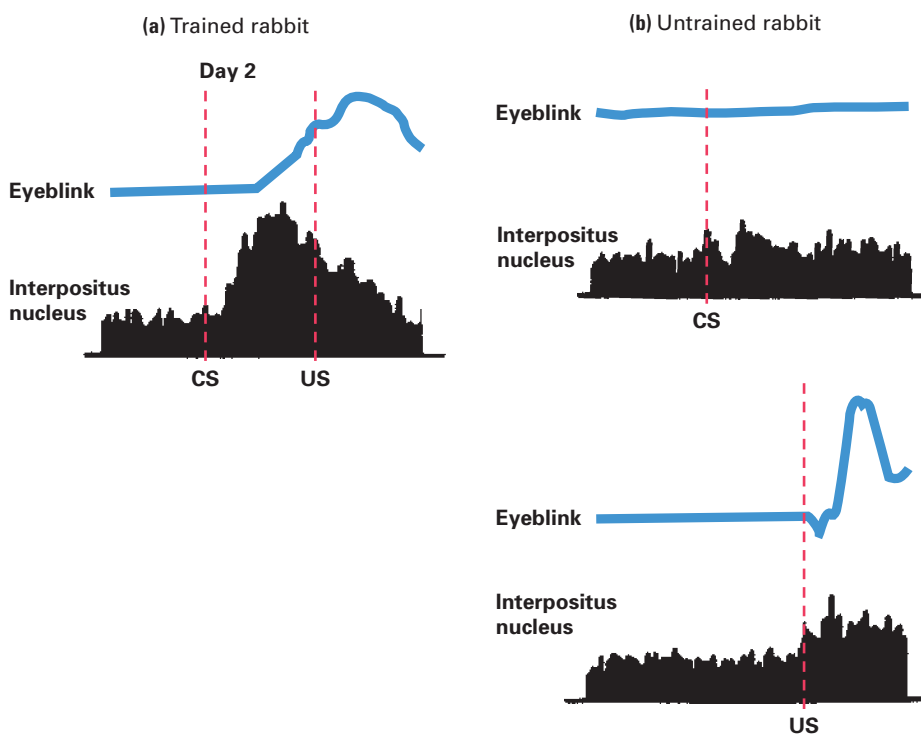 (a) Trained rabbit
Day 2
Eyeblink
Interpositus
nucleus
CS
US
(b) Untrained rabbit
Eyeblink
Interpositus
nucleus
CS
Eyeblink
Interpositus
nucleus
US